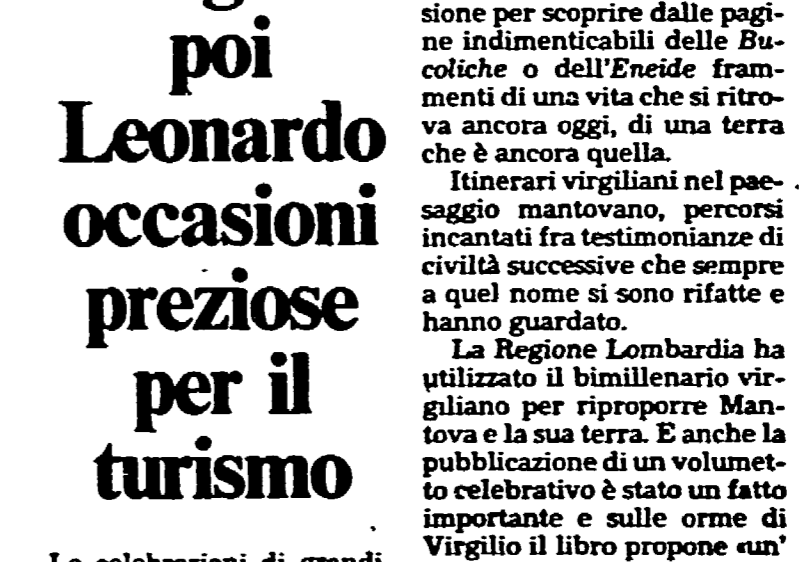 poi
Leonardo
occasioni
preziose
per il
turismo
Le celebrazioni di grandi
sione per scoprire dalle pagi-
ne indimenticabili delle Bu-
coliche o dell'Eneide fram-
menti di una vita che si ritro-
va ancora oggi, di una terra
che è ancora quella.
Itinerari virgiliani nel pae-
saggio mantovano, percorsi
incantati fra testimonianze di
civiltà successive che sempre
a quel nome si sono rifatte e
hanno guardato.
La Regione Lombardia ha
utilizzato il bimillenario vir-
giliano per riproporre Man-
tova e la sua terra. E anche la
pubblicazione di un volumet-
to celebrativo è stato un fatto
importante e sulle orme di
Virgilio il libro propone «un'